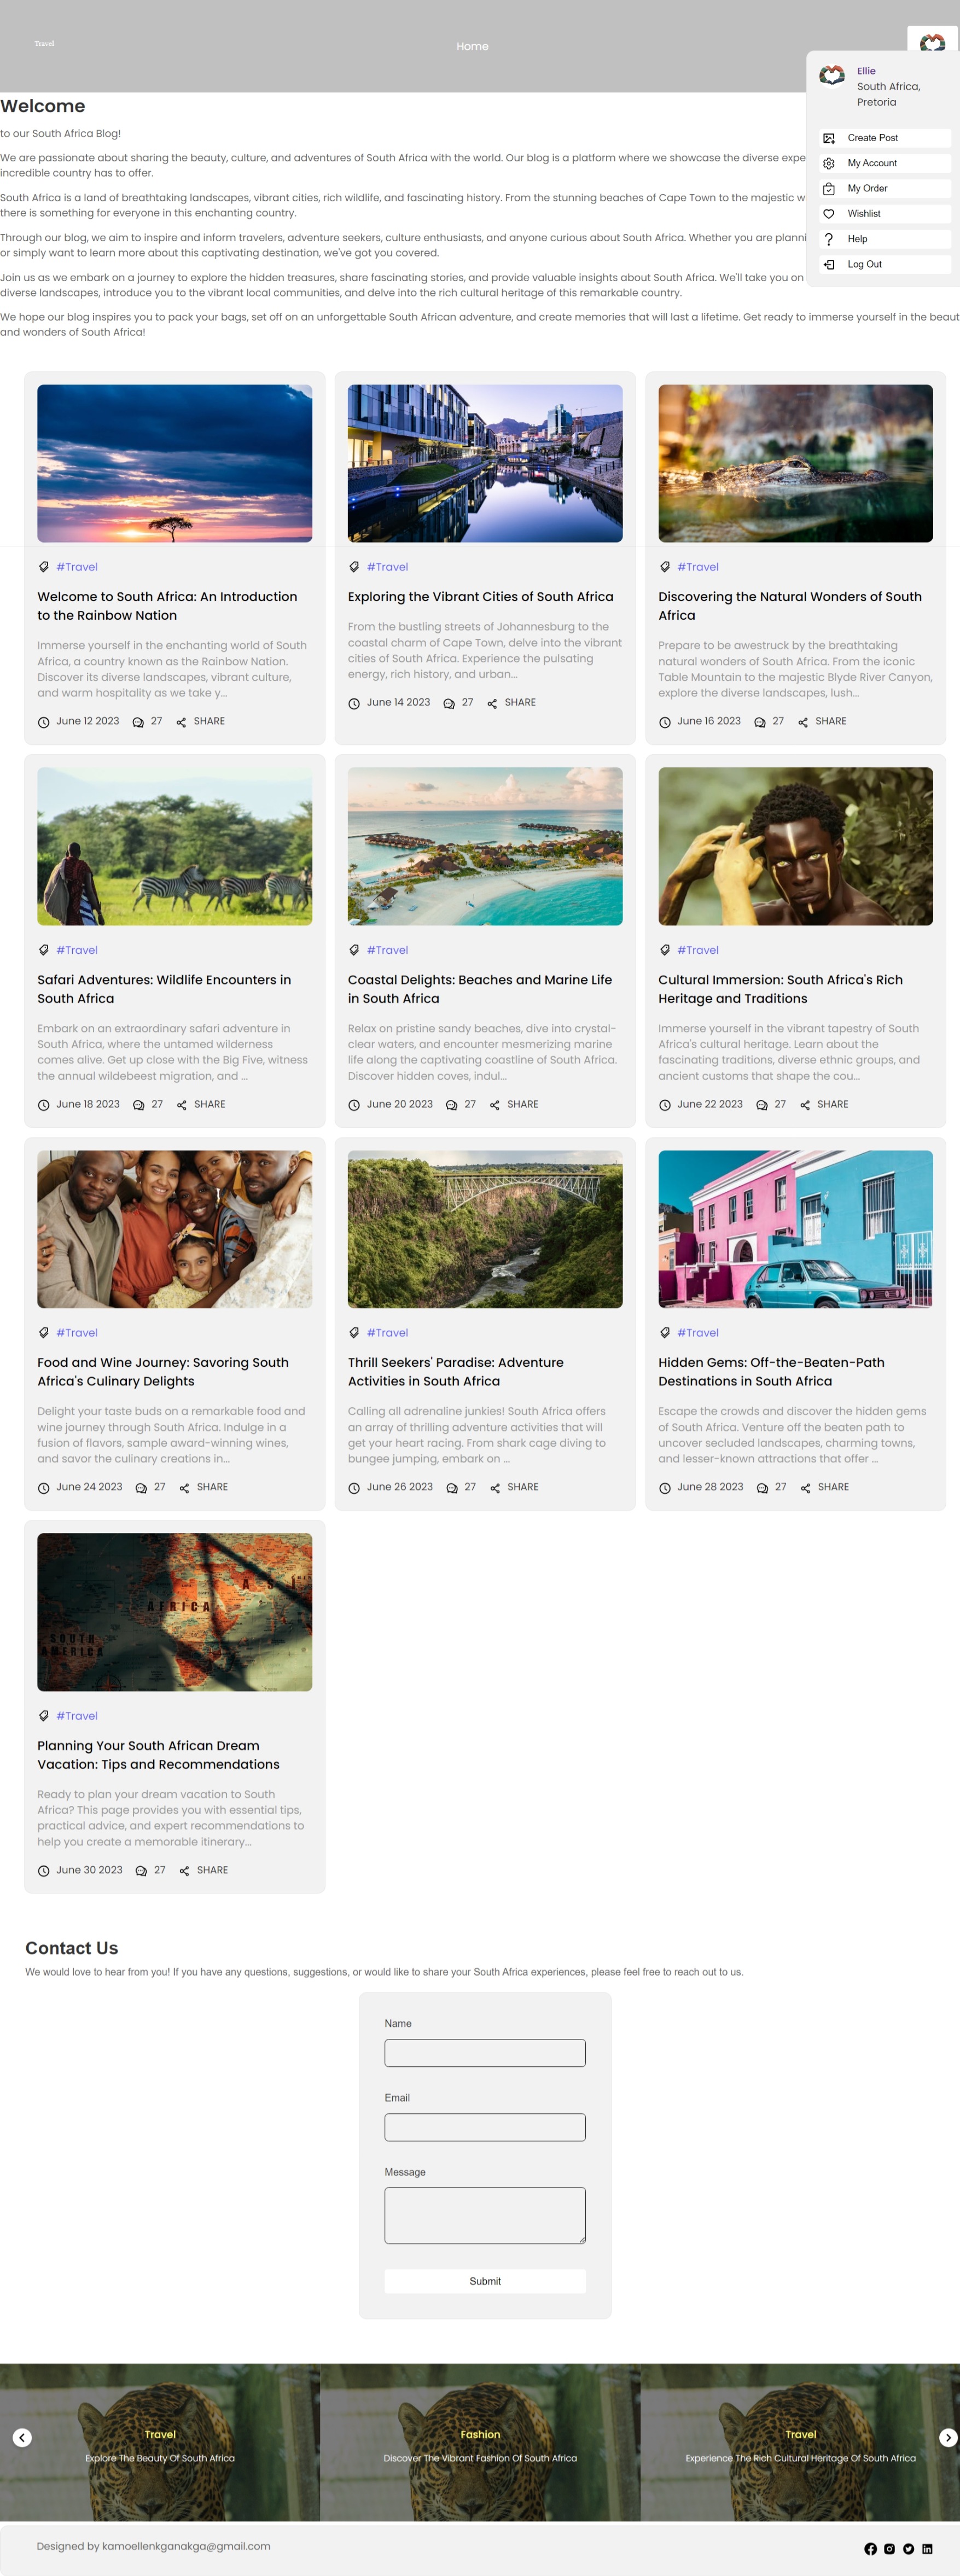 Travel
Home
Ellie
South Africa,
Pretoria
Create Post
My Account
My Order
Wishlist
Help
Log Out
Welcome
to our South Africa Blog!
We are passionate about sharing the beauty, culture, and adventures of South Africa with the world. Our blog is a platform where we showcase the diverse expe
incredible country has to offer.
South Africa is a land of breathtaking landscapes, vibrant cities, rich wildlife, and fascinating history. From the stunning beaches of Cape Town to the majestic wi
there is something for everyone in this enchanting country.
Through our blog, we aim to inspire and inform travelers, adventure seekers, culture enthusiasts, and anyone curious about South Africa. Whether you are planni
or simply want to learn more about this captivating destination, we've got you covered.
Join us as we embark on a journey to explore the hidden treasures, share fascinating stories, and provide valuable insights about South Africa. We'll take you on
diverse landscapes, introduce you to the vibrant local communities, and delve into the rich cultural heritage of this remarkable country.
We hope our blog inspires you to pack your bags, set off on an unforgettable South African adventure, and create memories that will last a lifetime. Get ready to immerse yourself in the beaut
and wonders of South Africa!
#Travel
Welcome to South Africa: An Introduction
to the Rainbow Nation
Immerse yourself in the enchanting world of South
Africa, a country known as the Rainbow Nation.
Discover its diverse landscapes, vibrant culture,
and warm hospitality as we take y...
June 12 2023 27 SHARE
#Travel
Exploring the Vibrant Cities of South Africa
From the bustling streets of Johannesburg to the
coastal charm of Cape Town, delve into the vibrant
cities of South Africa. Experience the pulsating
energy, rich history, and urban...
June 14 2023 27 SHARE
#Travel
Discovering the Natural Wonders of South
Africa
Prepare to be awestruck by the breathtaking
natural wonders of South Africa. From the iconic
Table Mountain to the majestic Blyde River Canyon,
explore the diverse landscapes, lush...
June 16 2023 27 SHARE
#Travel
Safari Adventures: Wildlife Encounters in
South Africa
Embark on an extraordinary safari adventure in
South Africa, where the untamed wilderness
comes alive. Get up close with the Big Five, witness
the annual wildebeest migration, and ...
June 18 2023 27 SHARE
#Travel
Coastal Delights: Beaches and Marine Life
in South Africa
Relax on pristine sandy beaches, dive into crystal-
clear waters, and encounter mesmerizing marine
life along the captivating coastline of South Africa.
Discover hidden coves, indul...
June 20 2023 27 SHARE
#Travel
Cultural Immersion: South Africa's Rich
Heritage and Traditions
Immerse yourself in the vibrant tapestry of South
Africa's cultural heritage. Learn about the
fascinating traditions, diverse ethnic groups, and
ancient customs that shape the cou...
June 22 2023 27 SHARE
#Travel
Food and Wine Journey: Savoring South
Africa's Culinary Delights
Delight your taste buds on a remarkable food and
wine journey through South Africa. Indulge in a
fusion of flavors, sample award-winning wines,
and savor the culinary creations in...
June 24 2023 27 SHARE
#Travel
Thrill Seekers' Paradise: Adventure
Activities in South Africa
Calling all adrenaline junkies! South Africa offers
an array of thrilling adventure activities that will
get your heart racing. From shark cage diving to
bungee jumping, embark on ...
June 26 2023 27 SHARE
#Travel
Hidden Gems: Off-the-Beaten-Path
Destinations in South Africa
Escape the crowds and discover the hidden gems
of South Africa. Venture off the beaten path to
uncover secluded landscapes, charming towns,
and lesser-known attractions that offer ...
June 28 2023 27 SHARE
ASI
AFRICA
SOUTH
AMERICA
#Travel
Planning Your South African Dream
Vacation: Tips and Recommendations
Ready to plan your dream vacation to South
Africa? This page provides you with essential tips,
practical advice, and expert recommendations to
help you create a memorable itinerary...
June 30 2023 27 SHARE
Contact Us
We would love to hear from you! If you have any questions, suggestions, or would like to share your South Africa experiences, please feel free to reach out to us.
Name
Email
Message
Submit
Travel
Explore The Beauty Of South Africa
Fashion
Discover The Vibrant Fashion Of South Africa
Travel
Experience The Rich Cultural Heritage Of South Africa
Designed by kamoellenkganakga@gmail.com